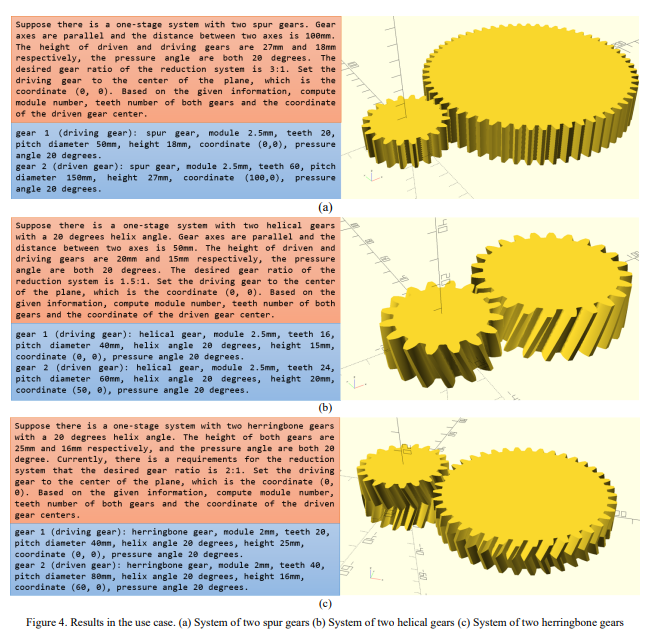 Suppose there is a one-stage system with two spur gears. Gear
axes are parallel and the distance between two axes is 100mm.
The height of driven and driving gears are 27mm and 18mm
respectively, the pressure angle are both 20 degrees. The
desired gear ratio of the reduction system is 3:1. Set the
driving gear to the center of the plane, which is the
coordinate (0, 0). Based on the given information, compute
module number, teeth number of both gears and the coordinate
of the driven gear center.
gear 1 (driving gear): spur gear, module 2.5mm, teeth 20,
pitch diameter 50mm, height 18mm, coordinate (0,0), pressure
angle 20 degrees.
gear 2 (driven gear): spur gear, module 2.5mm, teeth 60, pitch
diameter 150mm, height 27mm, coordinate (100,0), pressure
angle 20 degrees.
(a)
Suppose there is a one-stage system with two helical gears
with a 20 degrees helix angle. Gear axes are parallel and the
distance between two axes is 50mm. The height of driven and
driving gears are 20mm and 15mm respectively, the pressure
angle are both 20 degrees. The desired gear ratio of the
reduction system is 1.5:1. Set the driving gear to the center
of the plane, which is the coordinate (0, 0). Based on the
given information, compute module number, teeth number of both
gears and the coordinate of the driven gear center.
gear 1 (driving gear): helical gear, module 2.5mm, teeth 16,
pitch diameter 40mm, helix angle 20 degrees, height 15mm,
coordinate (0, 0), pressure angle 20 degrees.
gear 2 (driven gear): helical gear, module 2.5mm, teeth 24,
pitch diameter 60mm, helix angle 20 degrees, height 20mm,
coordinate (50, 0), pressure angle 20 degrees.
(b)
Suppose there is a one-stage system with two herringbone gears
with a 20 degrees helix angle. The height of both gears are
25mm and 16mm respectively, and the pressure angle are both 20
degree. Currently, there is a requirements for the reduction
system that the desired gear ratio is 2:1. Set the driving
gear to the center of the plane, which is the coordinate (0,
0). Based on the given information, compute module number,
teeth number of both gears and the coordinate of the driven
gear centers.
gear 1 (driving gear): herringbone gear, module 2mm, teeth 20,
pitch diameter 40mm, helix angle 20 degrees, height 25mm,
coordinate (0, 0), pressure angle 20 degrees.
gear 2 (driven gear): herringbone gear, module 2mm, teeth 40,
pitch diameter 80mm, helix angle 20 degrees, height 16mm,
coordinate (60, 0), pressure angle 20 degrees.
(c)
Figure 4. Results in the use case. (a) System of two spur gears (b) System of two helical gears (c) System of two herringbone gears